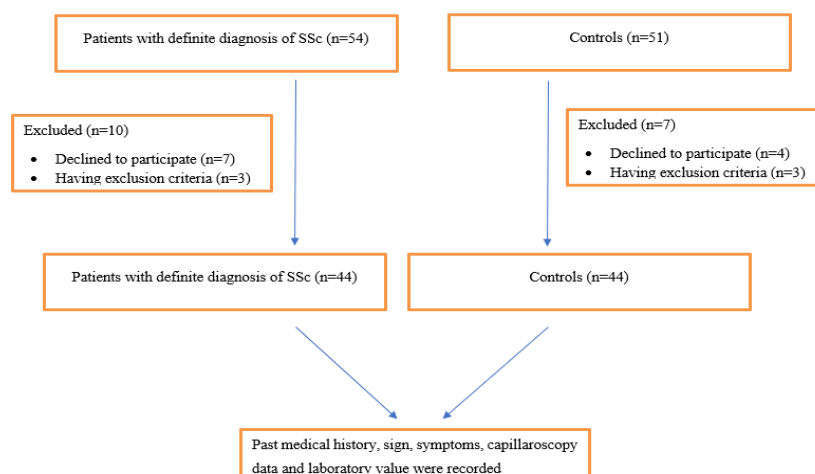 Patients with definite diagnosis of SSc (n=54)
Controls (n=51)
Excluded (n=10)
• Declined to participate (n=7)
• Having exclusion criteria (n=3)
Excluded (n=7)
• Declined to participate (n=4)
• Having exclusion criteria (n=3)
Patients with definite diagnosis of SSc (n=44)
Controls (n=44)
Past medical history, sign, symptoms, capillaroscopy
data and laboratory value were recorded